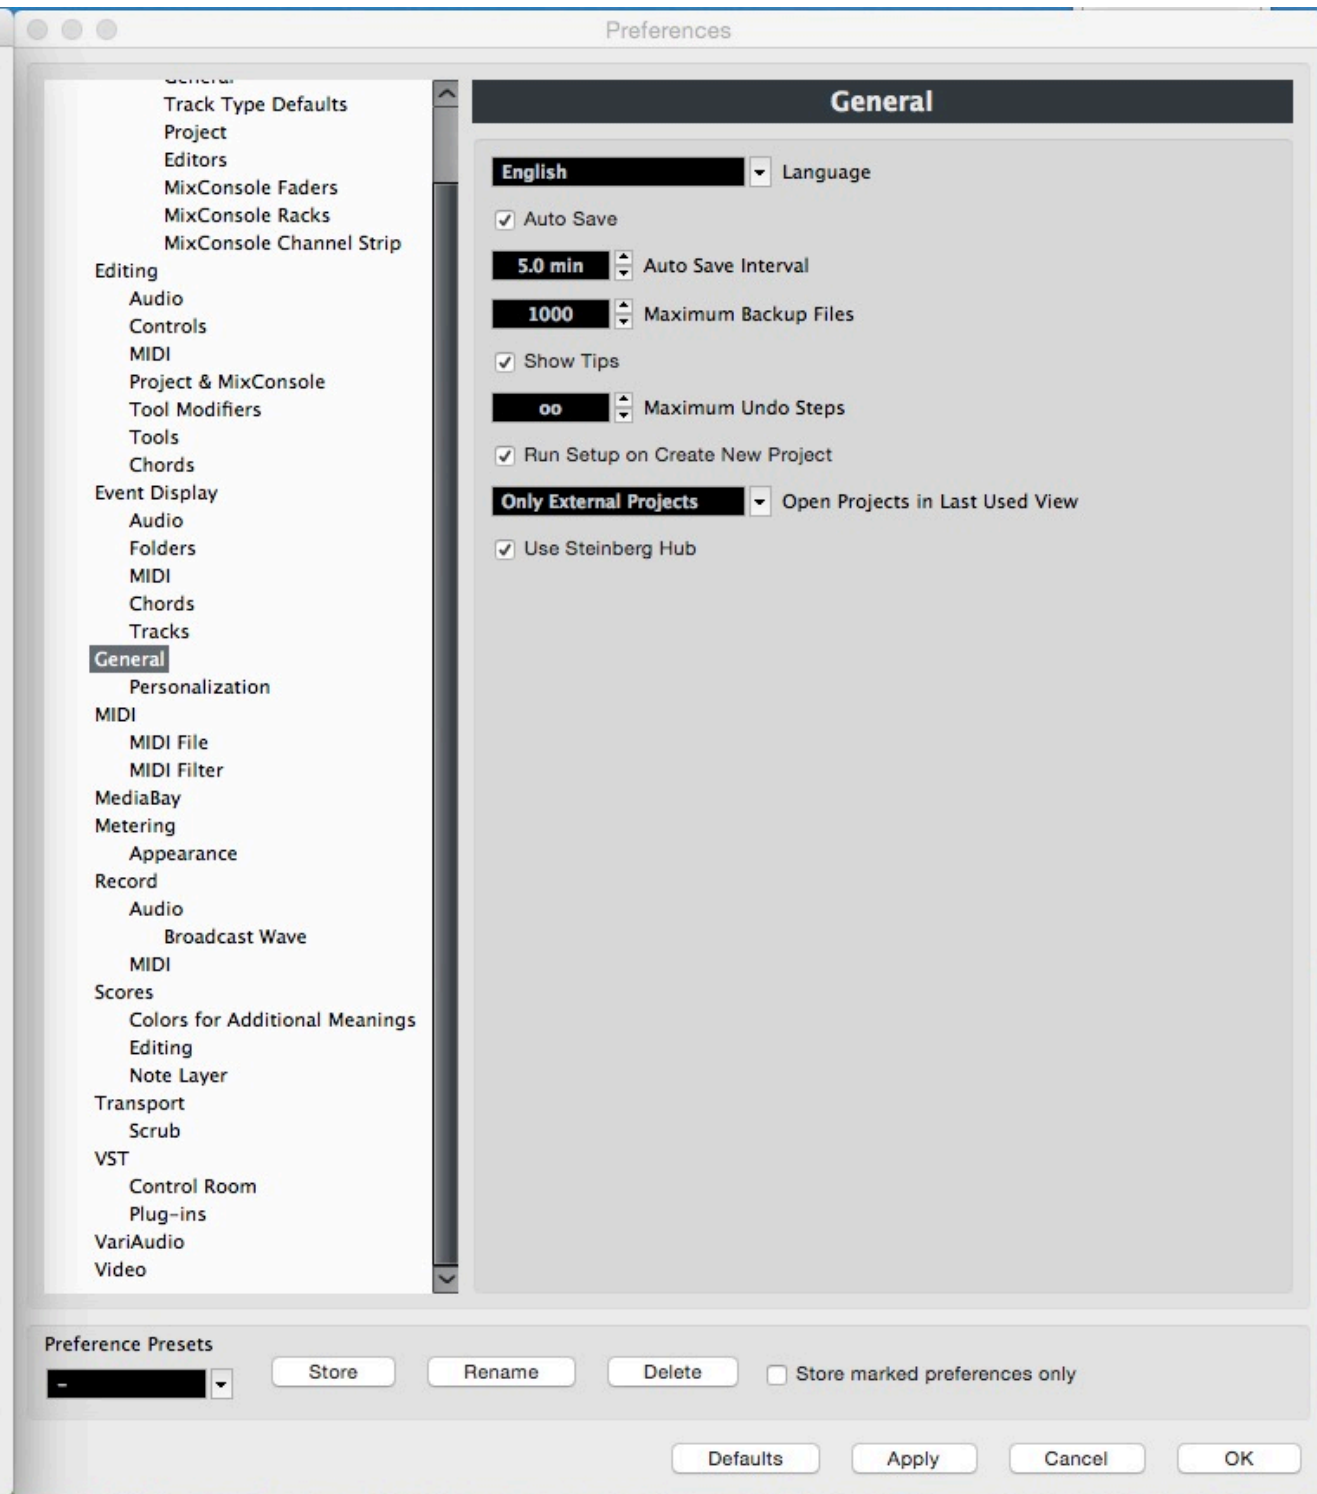 Preferences
General
Track Type Defaults
Project
Editors
MixConsole Faders
MixConsole Racks
MixConsole Channel Strip
Editing
Audio
Controls
MIDI
Project & MixConsole
Tool Modifiers
Tools
Chords
Event Display
Audio
Folders
MIDI
Chords
Tracks
General
Personalization
MIDI
MIDI File
MIDI Filter
MediaBay
Metering
Appearance
Record
Audio
Broadcast Wave
MIDI
Scores
Colors for Additional Meanings
Editing
Note Layer
Transport
Scrub
VST
Control Room
Plug-ins
VariAudio
Video
General
English Language
Auto Save
5.0 min Auto Save Interval
1000 Maximum Backup Files
Show Tips
oo Maximum Undo Steps
Run Setup on Create New Project
Only External Projects Open Projects in Last Used View
Use Steinberg Hub
Preference Presets
– Store Rename Delete Store marked preferences only
Defaults Apply Cancel OK